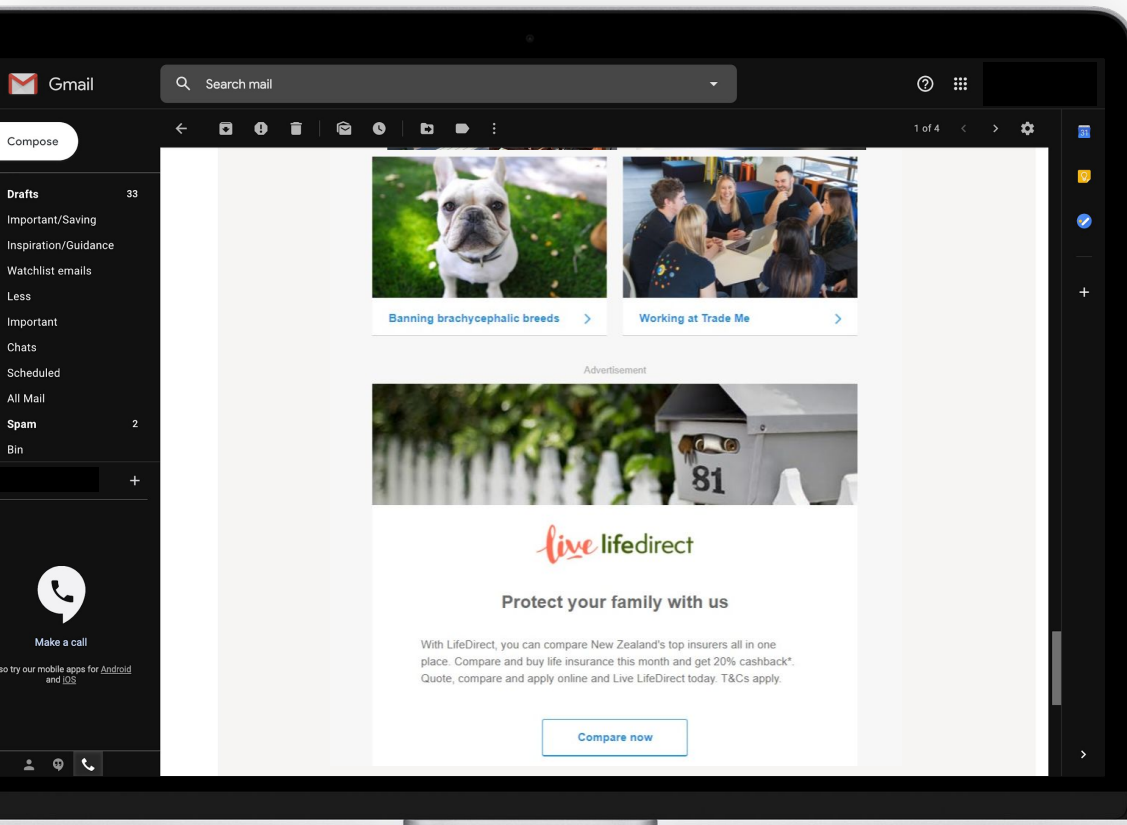 Gmail
Search mail
Compose
1 of 4
31
Drafts 33
Important/Saving
Inspiration/Guidance
Watchlist emails
Less
Important
Chats
Scheduled
All Mail
Spam 2
Bin
Make a call
so try our mobile apps for Android
and iOS
Banning brachycephalic breeds
Working at Trade Me
Advertisement
81
live lifedirect
Protect your family with us
With LifeDirect, you can compare New Zealand's top insurers all in one
place. Compare and buy life insurance this month and get 20% cashback*.
Quote, compare and apply online and Live LifeDirect today. T&Cs apply.
Compare now